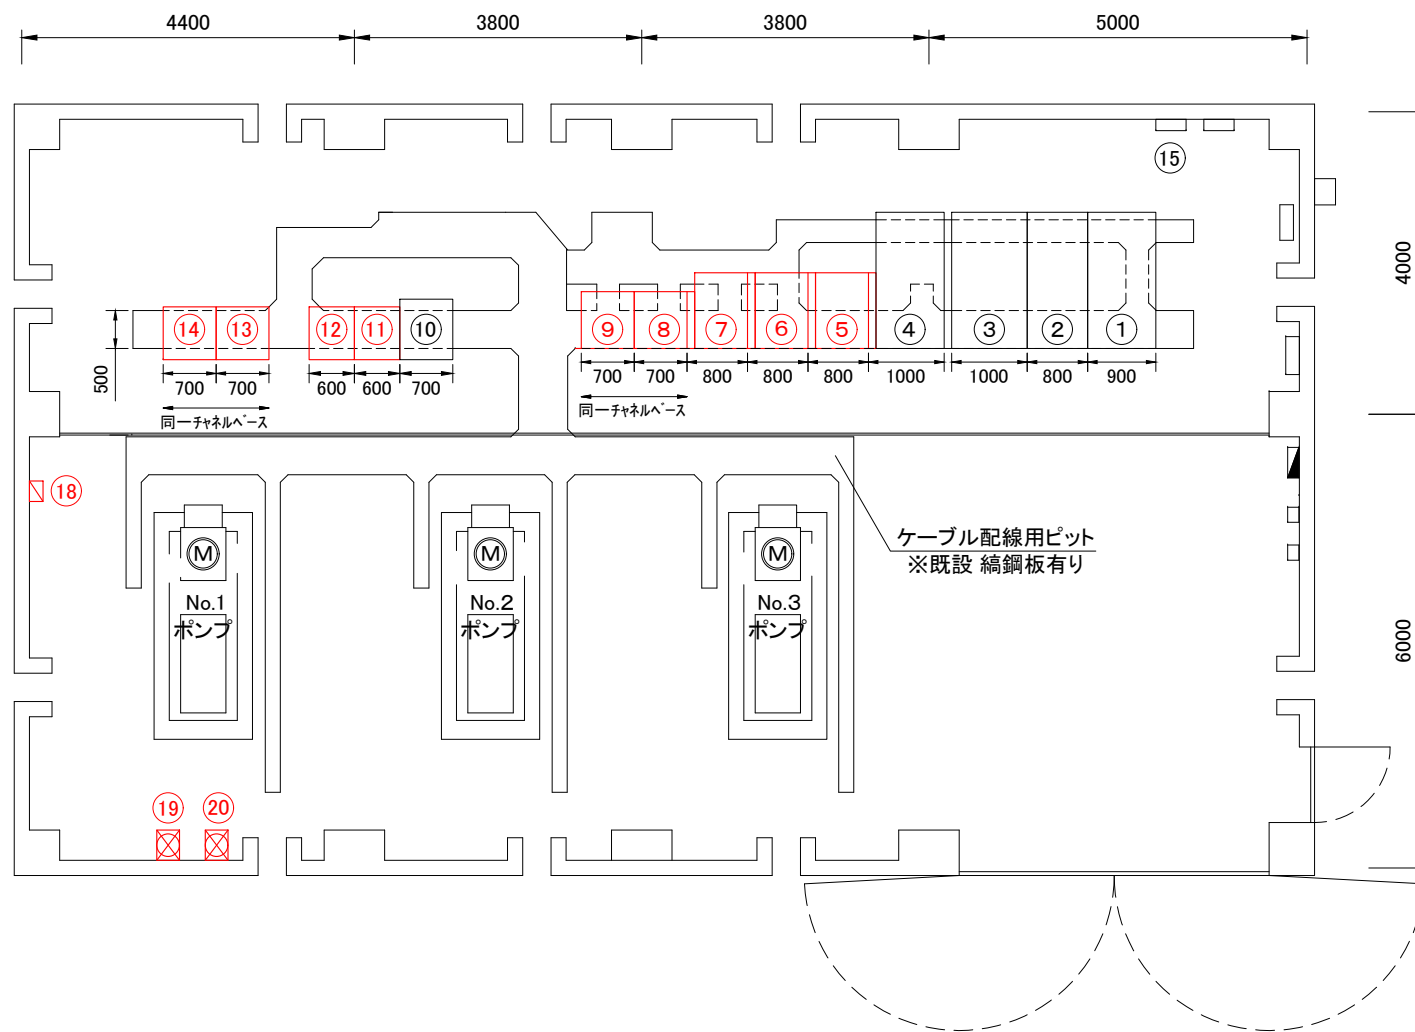 4400 3800 3800 5000
⑮
4000
⑭ ⑬ ⑫ ⑪ ⑩ ⑨ ⑧ ⑦ ⑥ ⑤ ④ ③ ② ①
500
700 700 600 600 700 700 700 800 800 800 1000 1000 800 900
同一チャネルベース 同一チャネルベース
⑱
ケーブル配線用ピット
※既設 縞鋼板有り
M M M
No.1 No.2 No.3
ポンプ ポンプ ポンプ
6000
⑲ ⑳